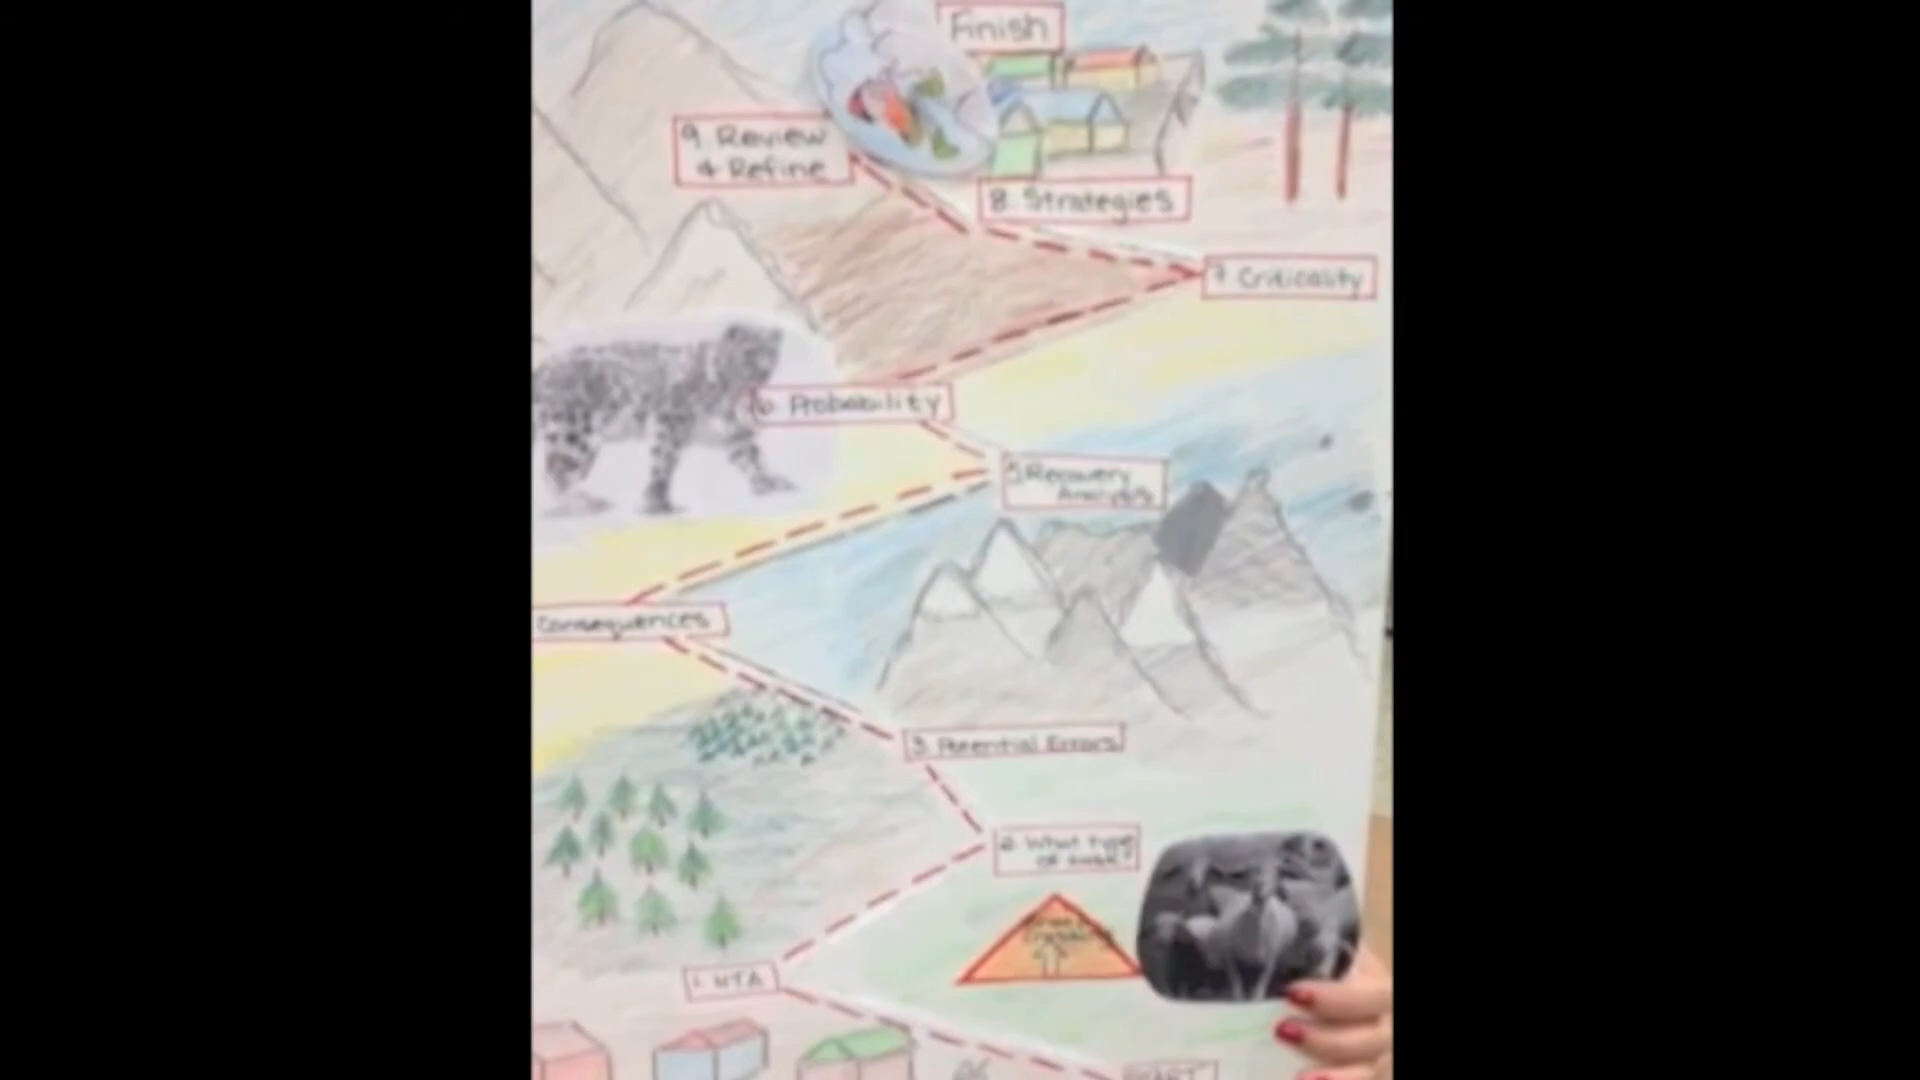 Finish
9. Review
& Refine
8. Strategies
7. Criticality
6. Probability
5. Recovery
Analysis
Consequences
3. Potential Errors
2. What type
of
1. HTA
START